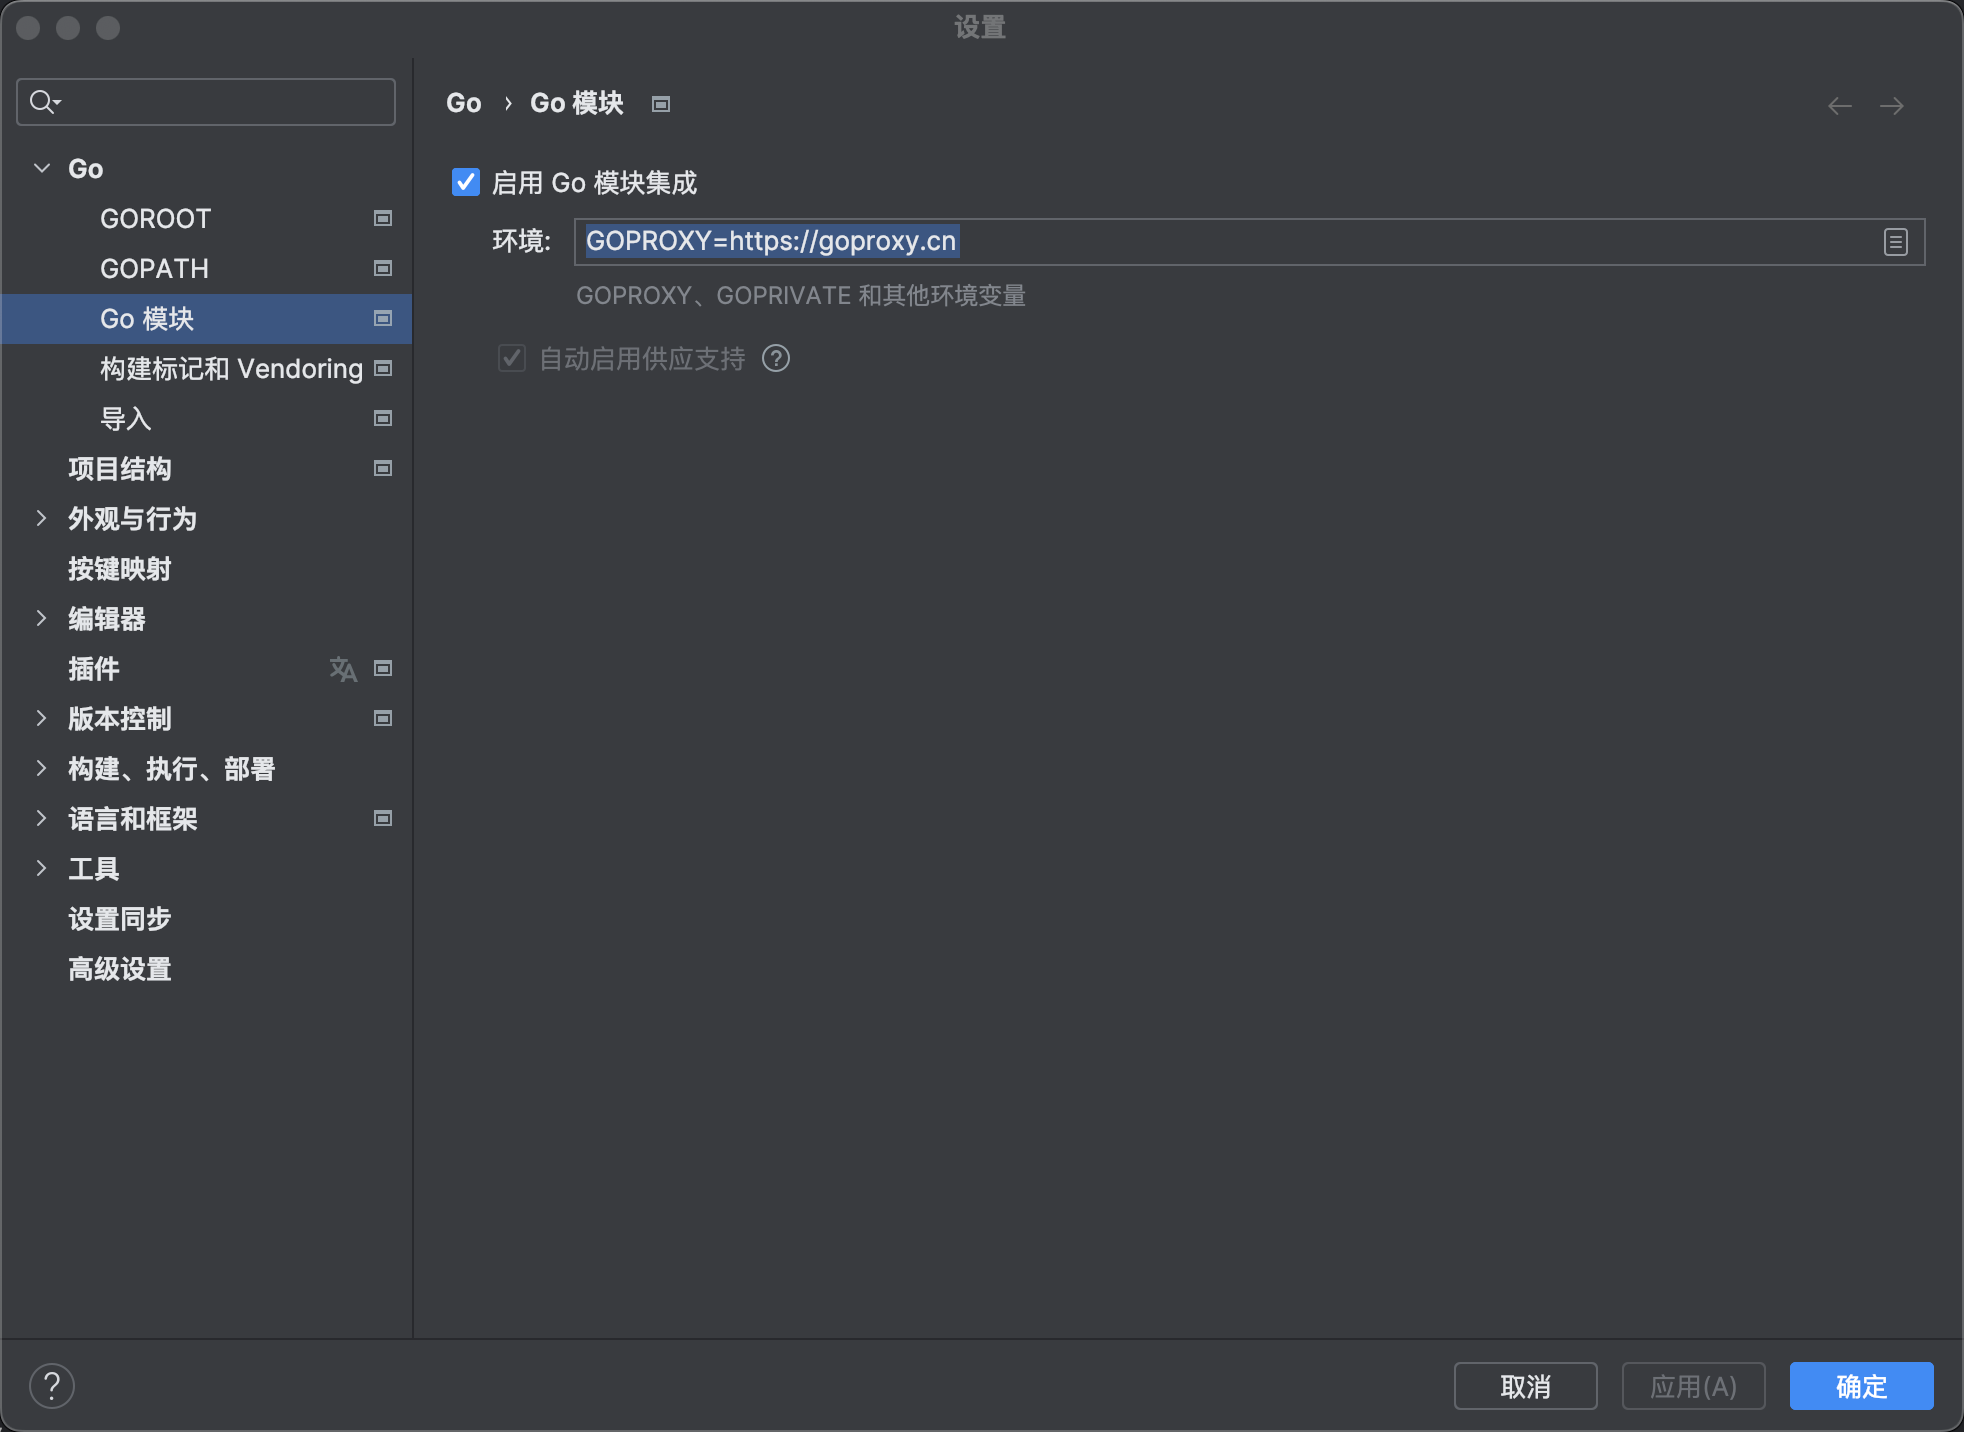 设置
Go
GOROOT
GOPATH
Go 模块
构建标记和 Vendoring
导入
项目结构
外观与行为
按键映射
编辑器
插件
版本控制
构建、执行、部署
语言和框架
工具
设置同步
高级设置
Go › Go 模块
启用 Go 模块集成
环境: GOPROXY=https://goproxy.cn
GOPROXY、GOPRIVATE 和其他环境变量
自动启用供应支持 ?
? 取消 应用(A) 确定